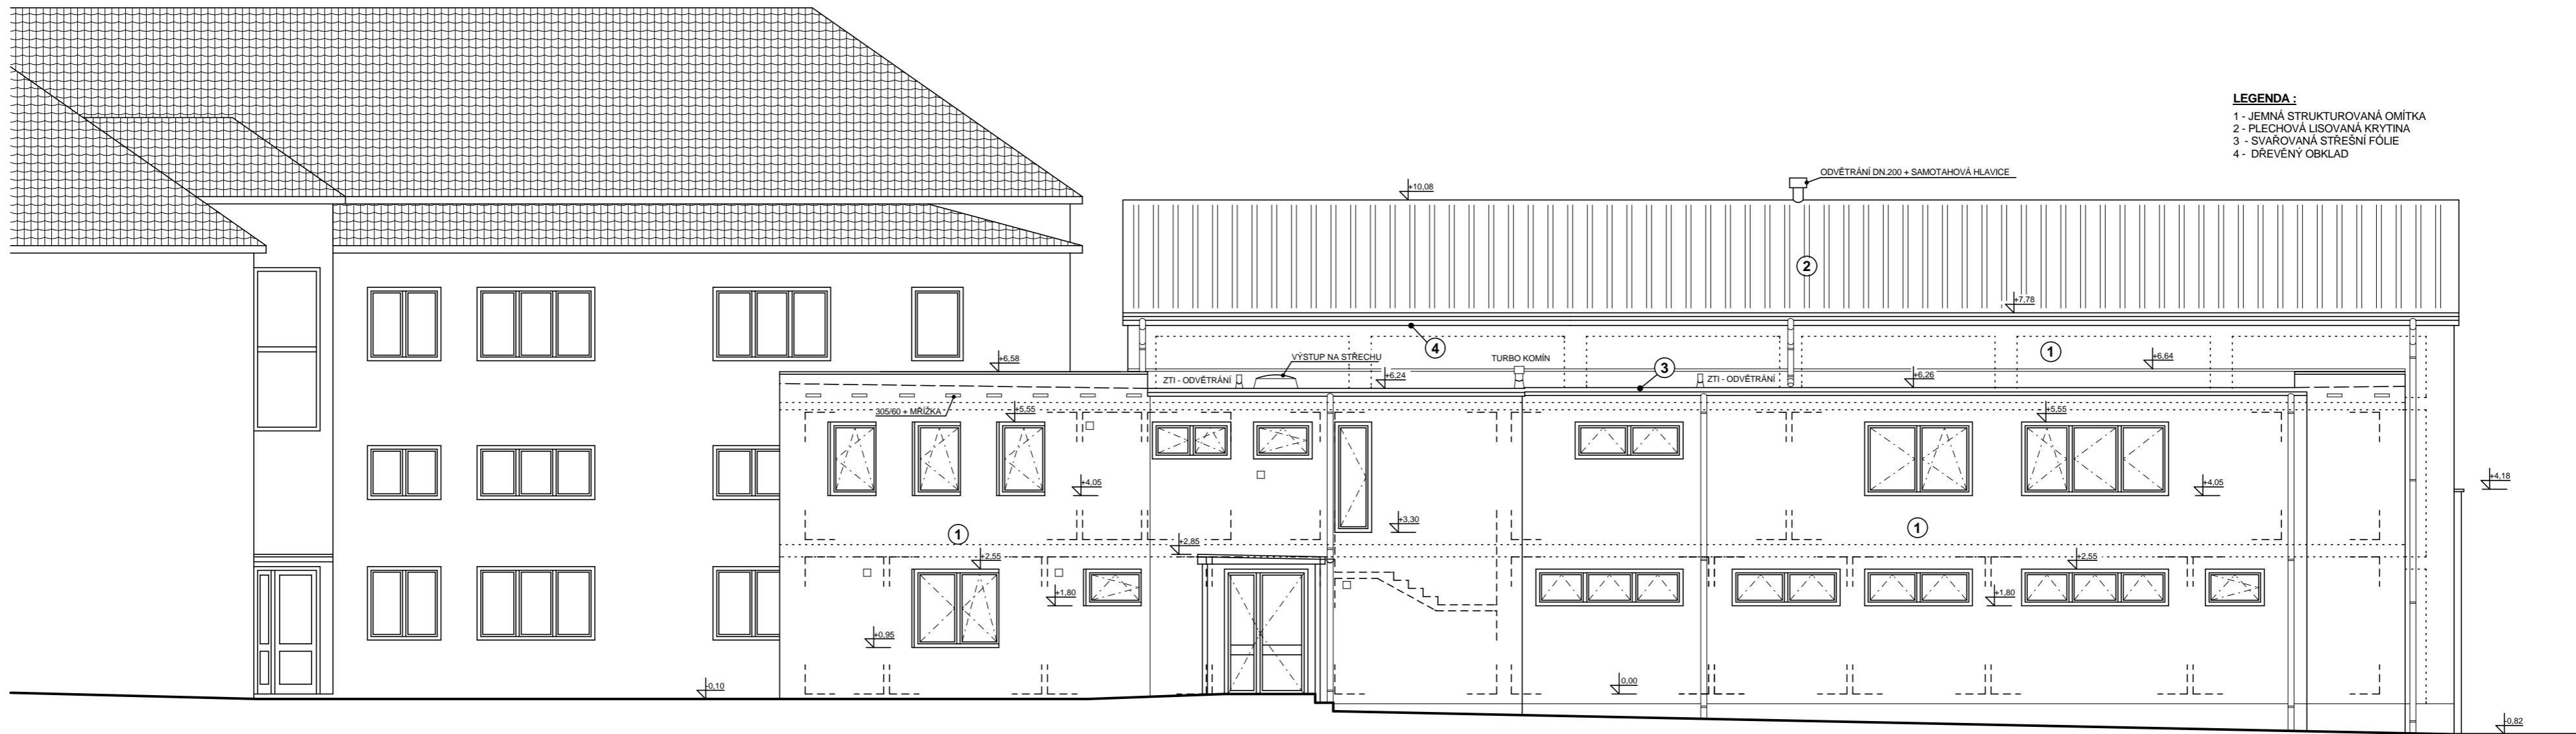 LEGENDA :
1 - JEMNÁ STRUKTUROVANÁ OMÍTKA
2 - PLECHOVÁ LISOVANÁ KRYTINA
3 - SVAŘOVANÁ STŘEŠNÍ FÓLIE
4 - DŘEVĚNÝ OBKLAD
ODVĚTRÁNÍ DN.200 + SAMOTAHOVÁ HLAVICE
+10,08
2
+7,78
4
1
VÝSTUP NA STŘECHU
TURBO KOMÍN
+6,58
+6,64
3
ZTI - ODVĚTRÁNÍ
+6,24
ZTI - ODVĚTRÁNÍ
+6,26
305/60 + MŘÍŽKA
+5,55
+5,55
+4,05
+4,05
+4,18
+3,30
1
1
+2,85
+2,55
+2,55
+1,80
+1,80
+0,95
-0,10
0,00
-0,82